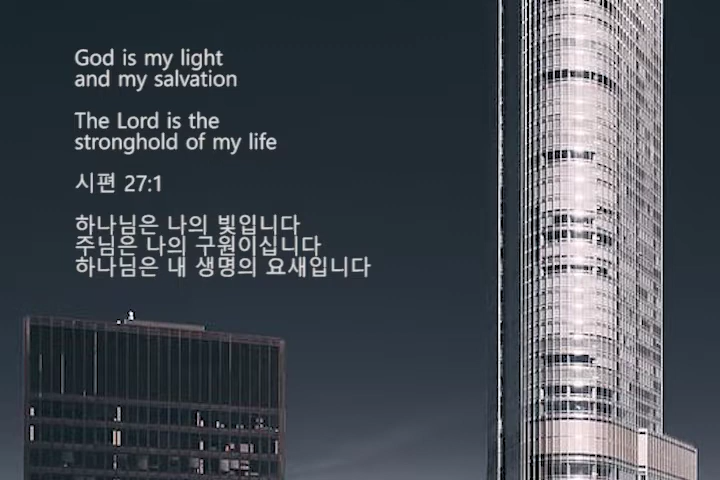 God is my light
and my salvation
The Lord is the
stronghold of my life
시편 27:1
하나님은 나의 빛입니다
주님은 나의 구원이십니다
하나님은 내 생명의 요새입니다